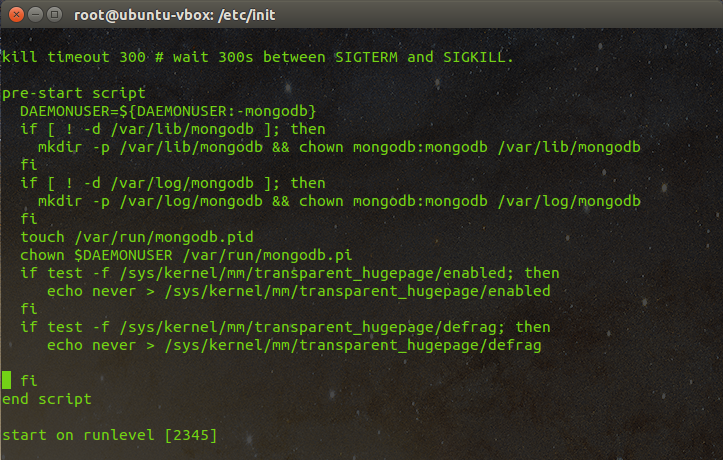 root@ubuntu-vbox: /etc/init
kill timeout 300 # wait 300s between SIGTERM and SIGKILL.
pre-start script
DAEMONUSER=${DAEMONUSER:-mongodb}
if [ ! -d /var/lib/mongodb ]; then
mkdir -p /var/lib/mongodb && chown mongodb:mongodb /var/lib/mongodb
fi
if [ ! -d /var/log/mongodb ]; then
mkdir -p /var/log/mongodb && chown mongodb:mongodb /var/log/mongodb
fi
touch /var/run/mongodb.pid
chown $DAEMONUSER /var/run/mongodb.pi
if test -f /sys/kernel/mm/transparent_hugepage/enabled; then
echo never > /sys/kernel/mm/transparent_hugepage/enabled
fi
if test -f /sys/kernel/mm/transparent_hugepage/defrag; then
echo never > /sys/kernel/mm/transparent_hugepage/defrag
fi
end script
start on runlevel [2345]